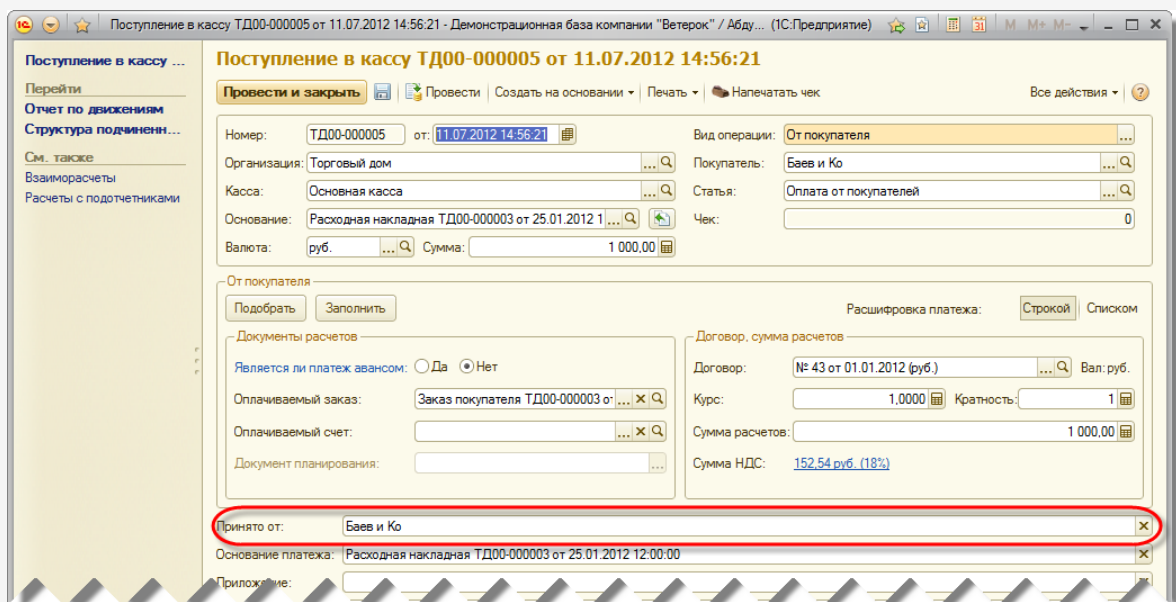 Поступление в кассу ТД00-000005 от 11.07.2012 14:56:21 - Демонстрационная база компании "Ветерок" / Абду... (1С:Предприятие) 31 M M+ M-
Поступление в кассу ...
Перейти
Отчет по движениям
Структура подчиненн...
См. также
Взаиморасчеты
Расчеты с подотчетниками
Поступление в кассу ТД00-000005 от 11.07.2012 14:56:21
Провести и закрыть Провести Создать на основании Печать Напечатать чек Все действия ?
Номер: ТД00-000005 от: 11.07.2012 14:56:21 Вид операции: От покупателя ...
Организация: Торговый дом ... Покупатель: Баев и Ко ...
Касса: Основная касса ... Статья: Оплата от покупателей ...
Основание: Расходная накладная ТД00-000003 от 25.01.2012 1 ... Чек: 0
Валюта: руб. ... Сумма: 1 000,00
От покупателя
Подобрать Заполнить Расшифровка платежа: Строкой Списком
Документы расчетов Договор, сумма расчетов
Является ли платеж авансом: Да Нет Договор: № 43 от 01.01.2012 (руб.) ... Вал: руб.
Оплачиваемый заказ: Заказ покупателя ТД00-000003 о ... Курс: 1,0000 Кратность: 1
Оплачиваемый счет: ... Сумма расчетов: 1 000,00
Документ планирования: ... Сумма НДС: 152,54 руб. (18%)
Принято от: Баев и Ко
Основание платежа: Расходная накладная ТД00-000003 от 25.01.2012 12:00:00
Приложение: